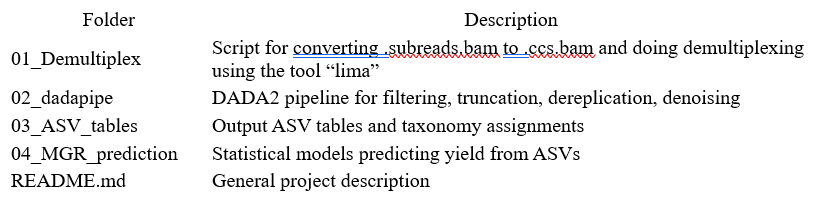 Folder Description
01_Demultiplex Script for converting .subreads.bam to .ccs.bam and doing demultiplexing
using the tool “lima”
02_dadapipe DADA2 pipeline for filtering, truncation, dereplication, denoising
03_ASV_tables Output ASV tables and taxonomy assignments
04_MGR_prediction Statistical models predicting yield from ASVs
README.md General project description